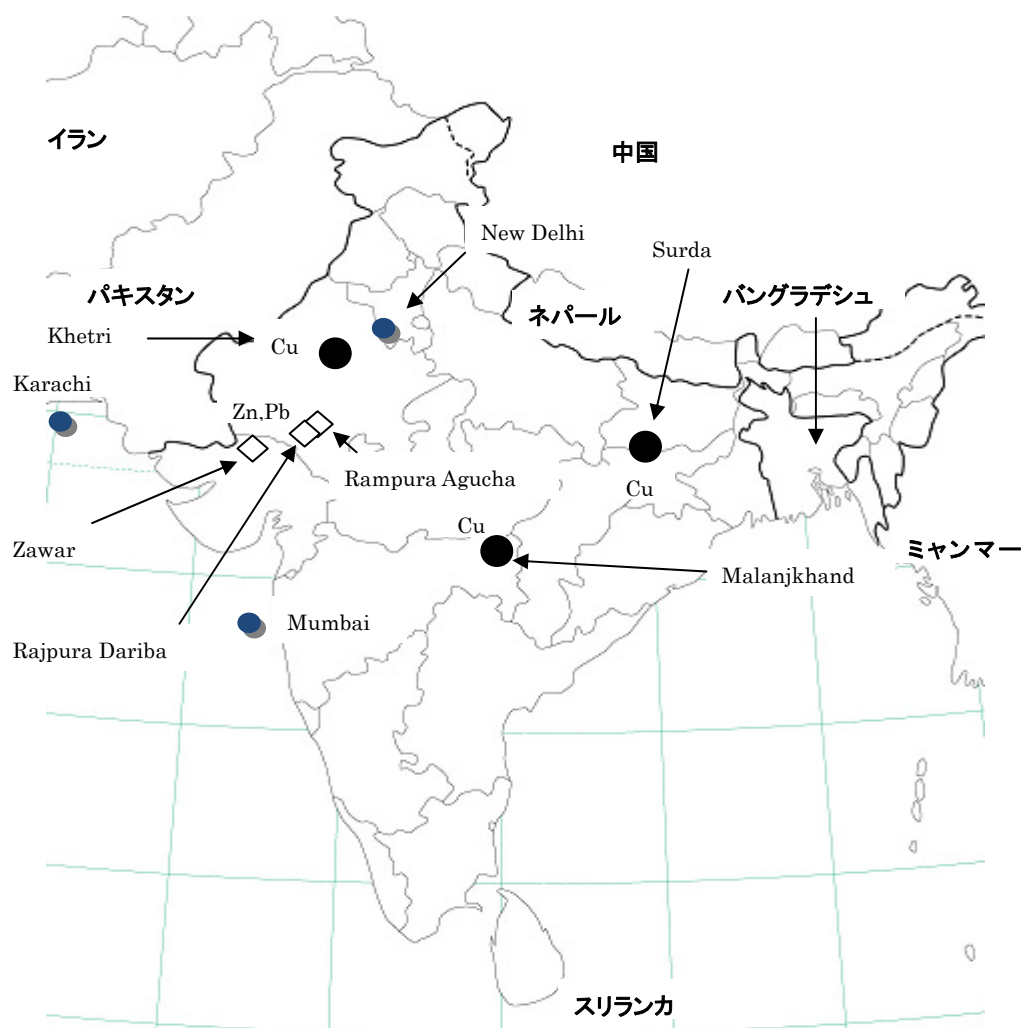 イラン
中国
New Delhi
Surda
パキスタン
バングラデシュ
ネパール
Khetri
Cu
Karachi
Zn,Pb
Rampura Agucha
Cu
Cu
Zawar
ミャンマー
Malanjkhand
Mumbai
Rajpura Dariba
スリランカ